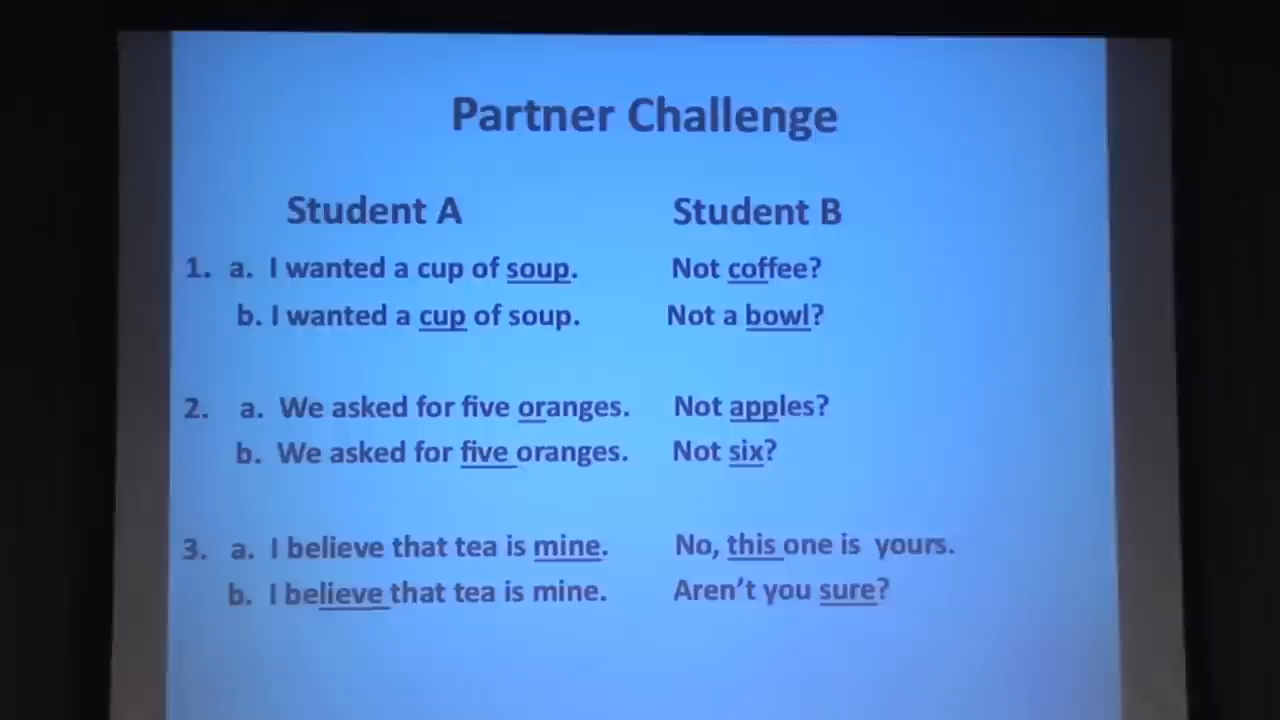 Partner Challenge
Student A Student B
1. a. I wanted a cup of soup. Not coffee?
b. I wanted a cup of soup. Not a bowl?
2. a. We asked for five oranges. Not apples?
b. We asked for five oranges. Not six?
3. a. I believe that tea is mine. No, this one is yours.
b. I believe that tea is mine. Aren't you sure?